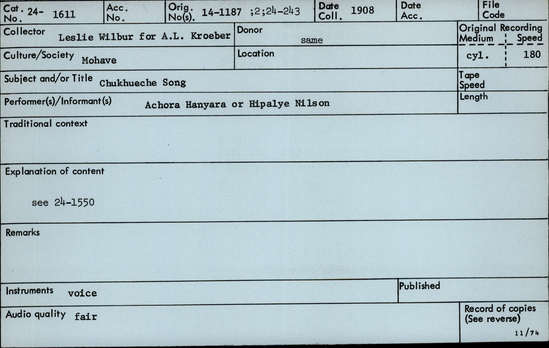 Cat. No. 24- 1611 Acc. No. Orig. No(s). 14-1187 ;2;24-243 Date Coll. 1908 Date Acc. File Code
Collector Leslie Wilbur for A.L. Kroeber Donor same Original Recording Medium Speed
Culture/Society Mohave Location cyl. 180
Subject and/or Title Chukhueche Song Tape Speed
Performer(s)/Informant(s) Achora Hanyara or Hipalye Nilson Length
Traditional context
Explanation of content
see 24-1550
Remarks
Instruments voice Published
Audio quality fair Record of copies (See reverse)
11/74